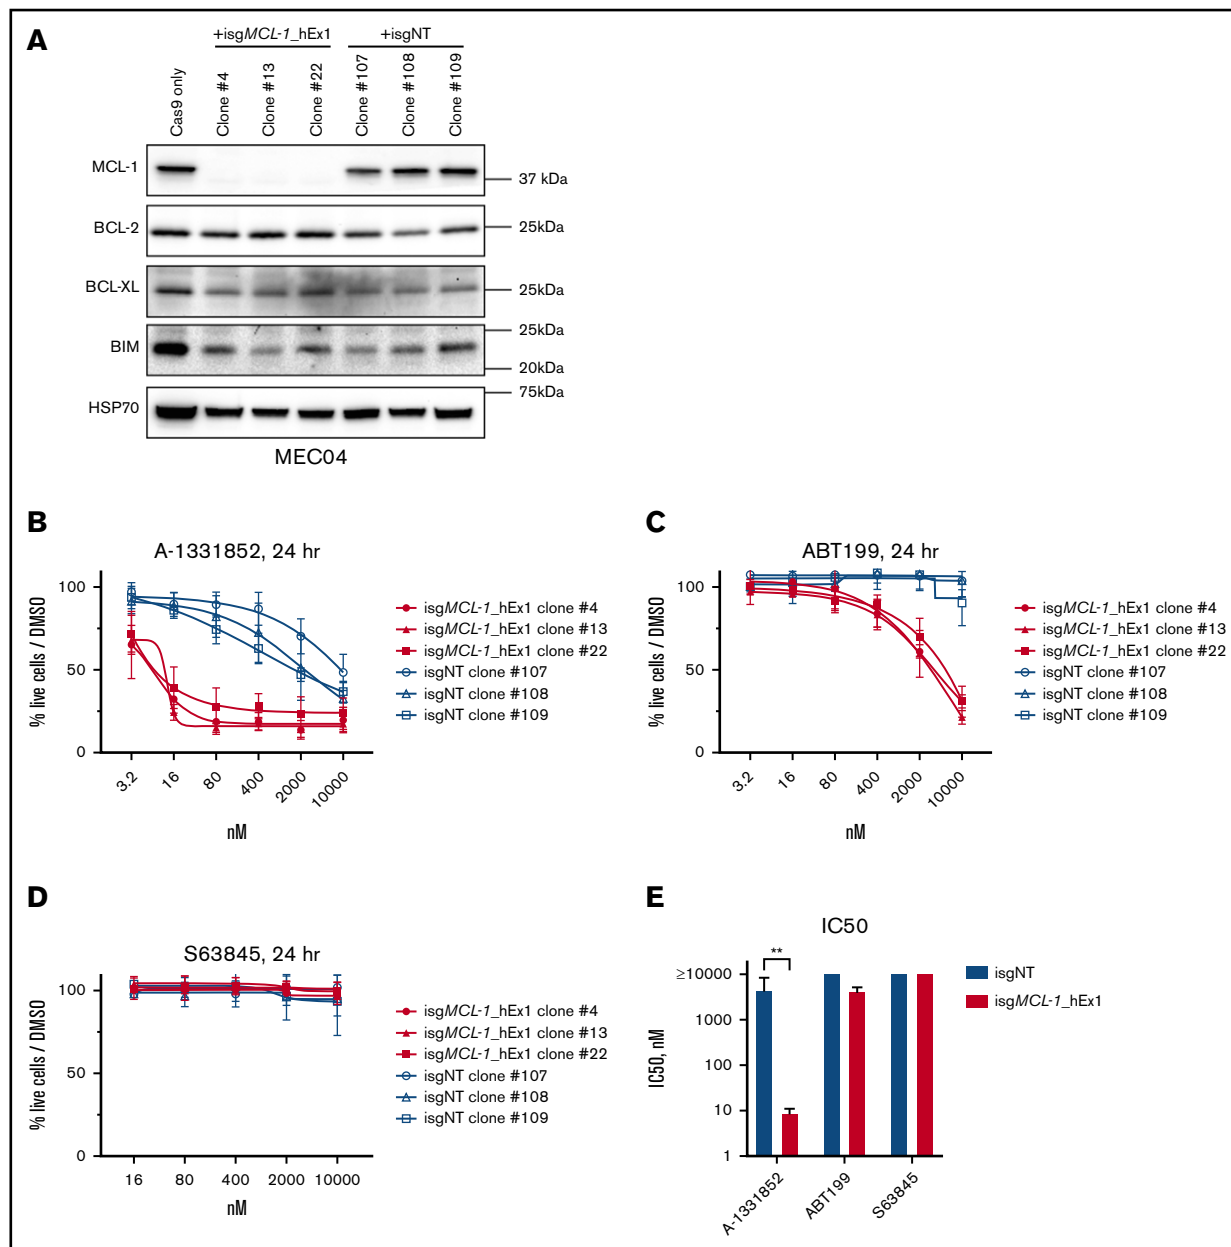 A
+isgMCL-1_hEx1
+isgNT
Cas9 only
Clone #4
Clone #13
Clone #22
Clone #107
Clone #108
Clone #109
MCL-1
37 kDa
BCL-2
25kDa
BCL-XL
25kDa
BIM
25kDa
20kDa
HSP70
75kDa
MEC04
B
A-1331852, 24 hr
% live cells / DMSO
100
50
0
3.2
16
80
400
2000
10000
nM
isgMCL-1_hEx1 clone #4
isgMCL-1_hEx1 clone #13
isgMCL-1_hEx1 clone #22
isgNT clone #107
isgNT clone #108
isgNT clone #109
C
ABT199, 24 hr
% live cells / DMSO
100
50
0
3.2
16
80
400
2000
10000
nM
isgMCL-1_hEx1 clone #4
isgMCL-1_hEx1 clone #13
isgMCL-1_hEx1 clone #22
isgNT clone #107
isgNT clone #108
isgNT clone #109
D
S63845, 24 hr
% live cells / DMSO
100
50
0
16
80
400
2000
10000
nM
isgMCL-1_hEx1 clone #4
isgMCL-1_hEx1 clone #13
isgMCL-1_hEx1 clone #22
isgNT clone #107
isgNT clone #108
isgNT clone #109
E
IC50
IC50, nM
≥10000
1000
100
10
1
**
A-1331852
ABT199
S63845
isgNT
isgMCL-1_hEx1